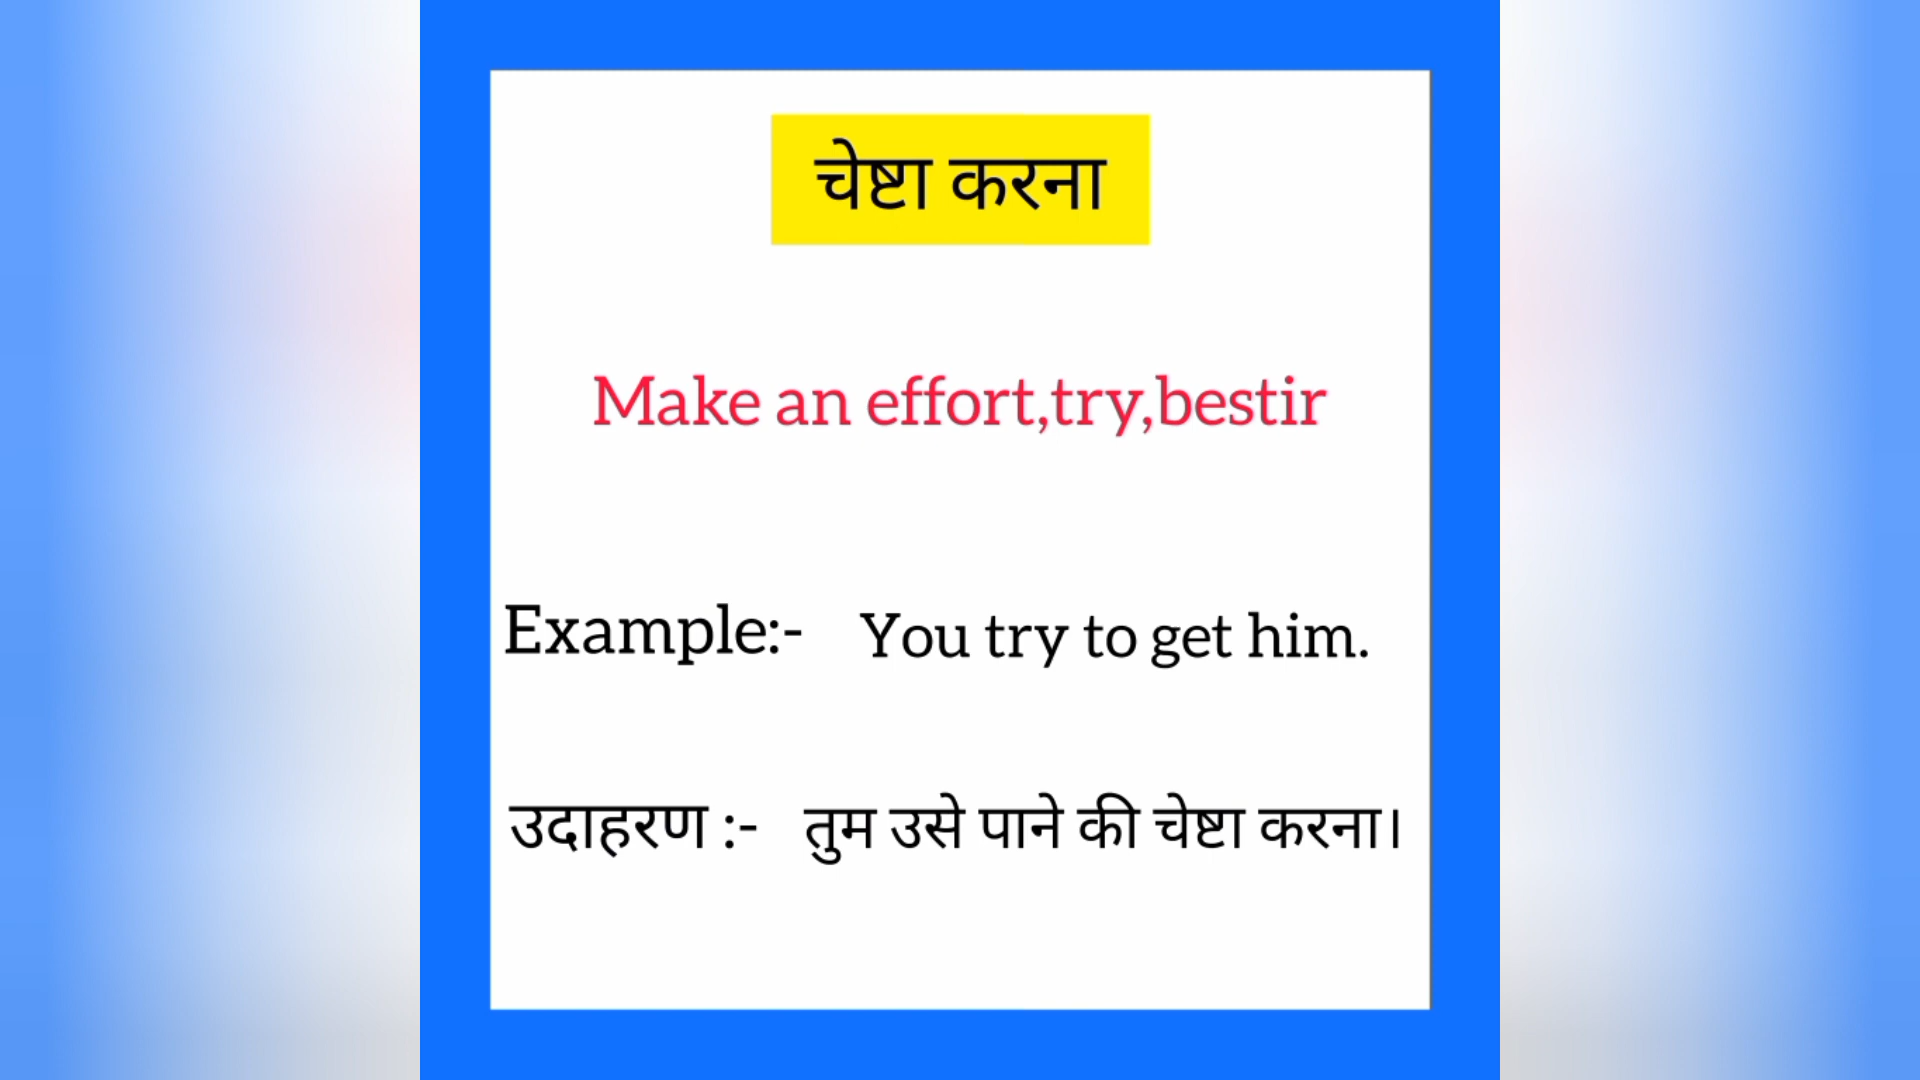 चेष्टा करना
Make an effort,try,bestir
Example:- You try to get him.
उदाहरण :- तुम उसे पाने की चेष्टा करना।